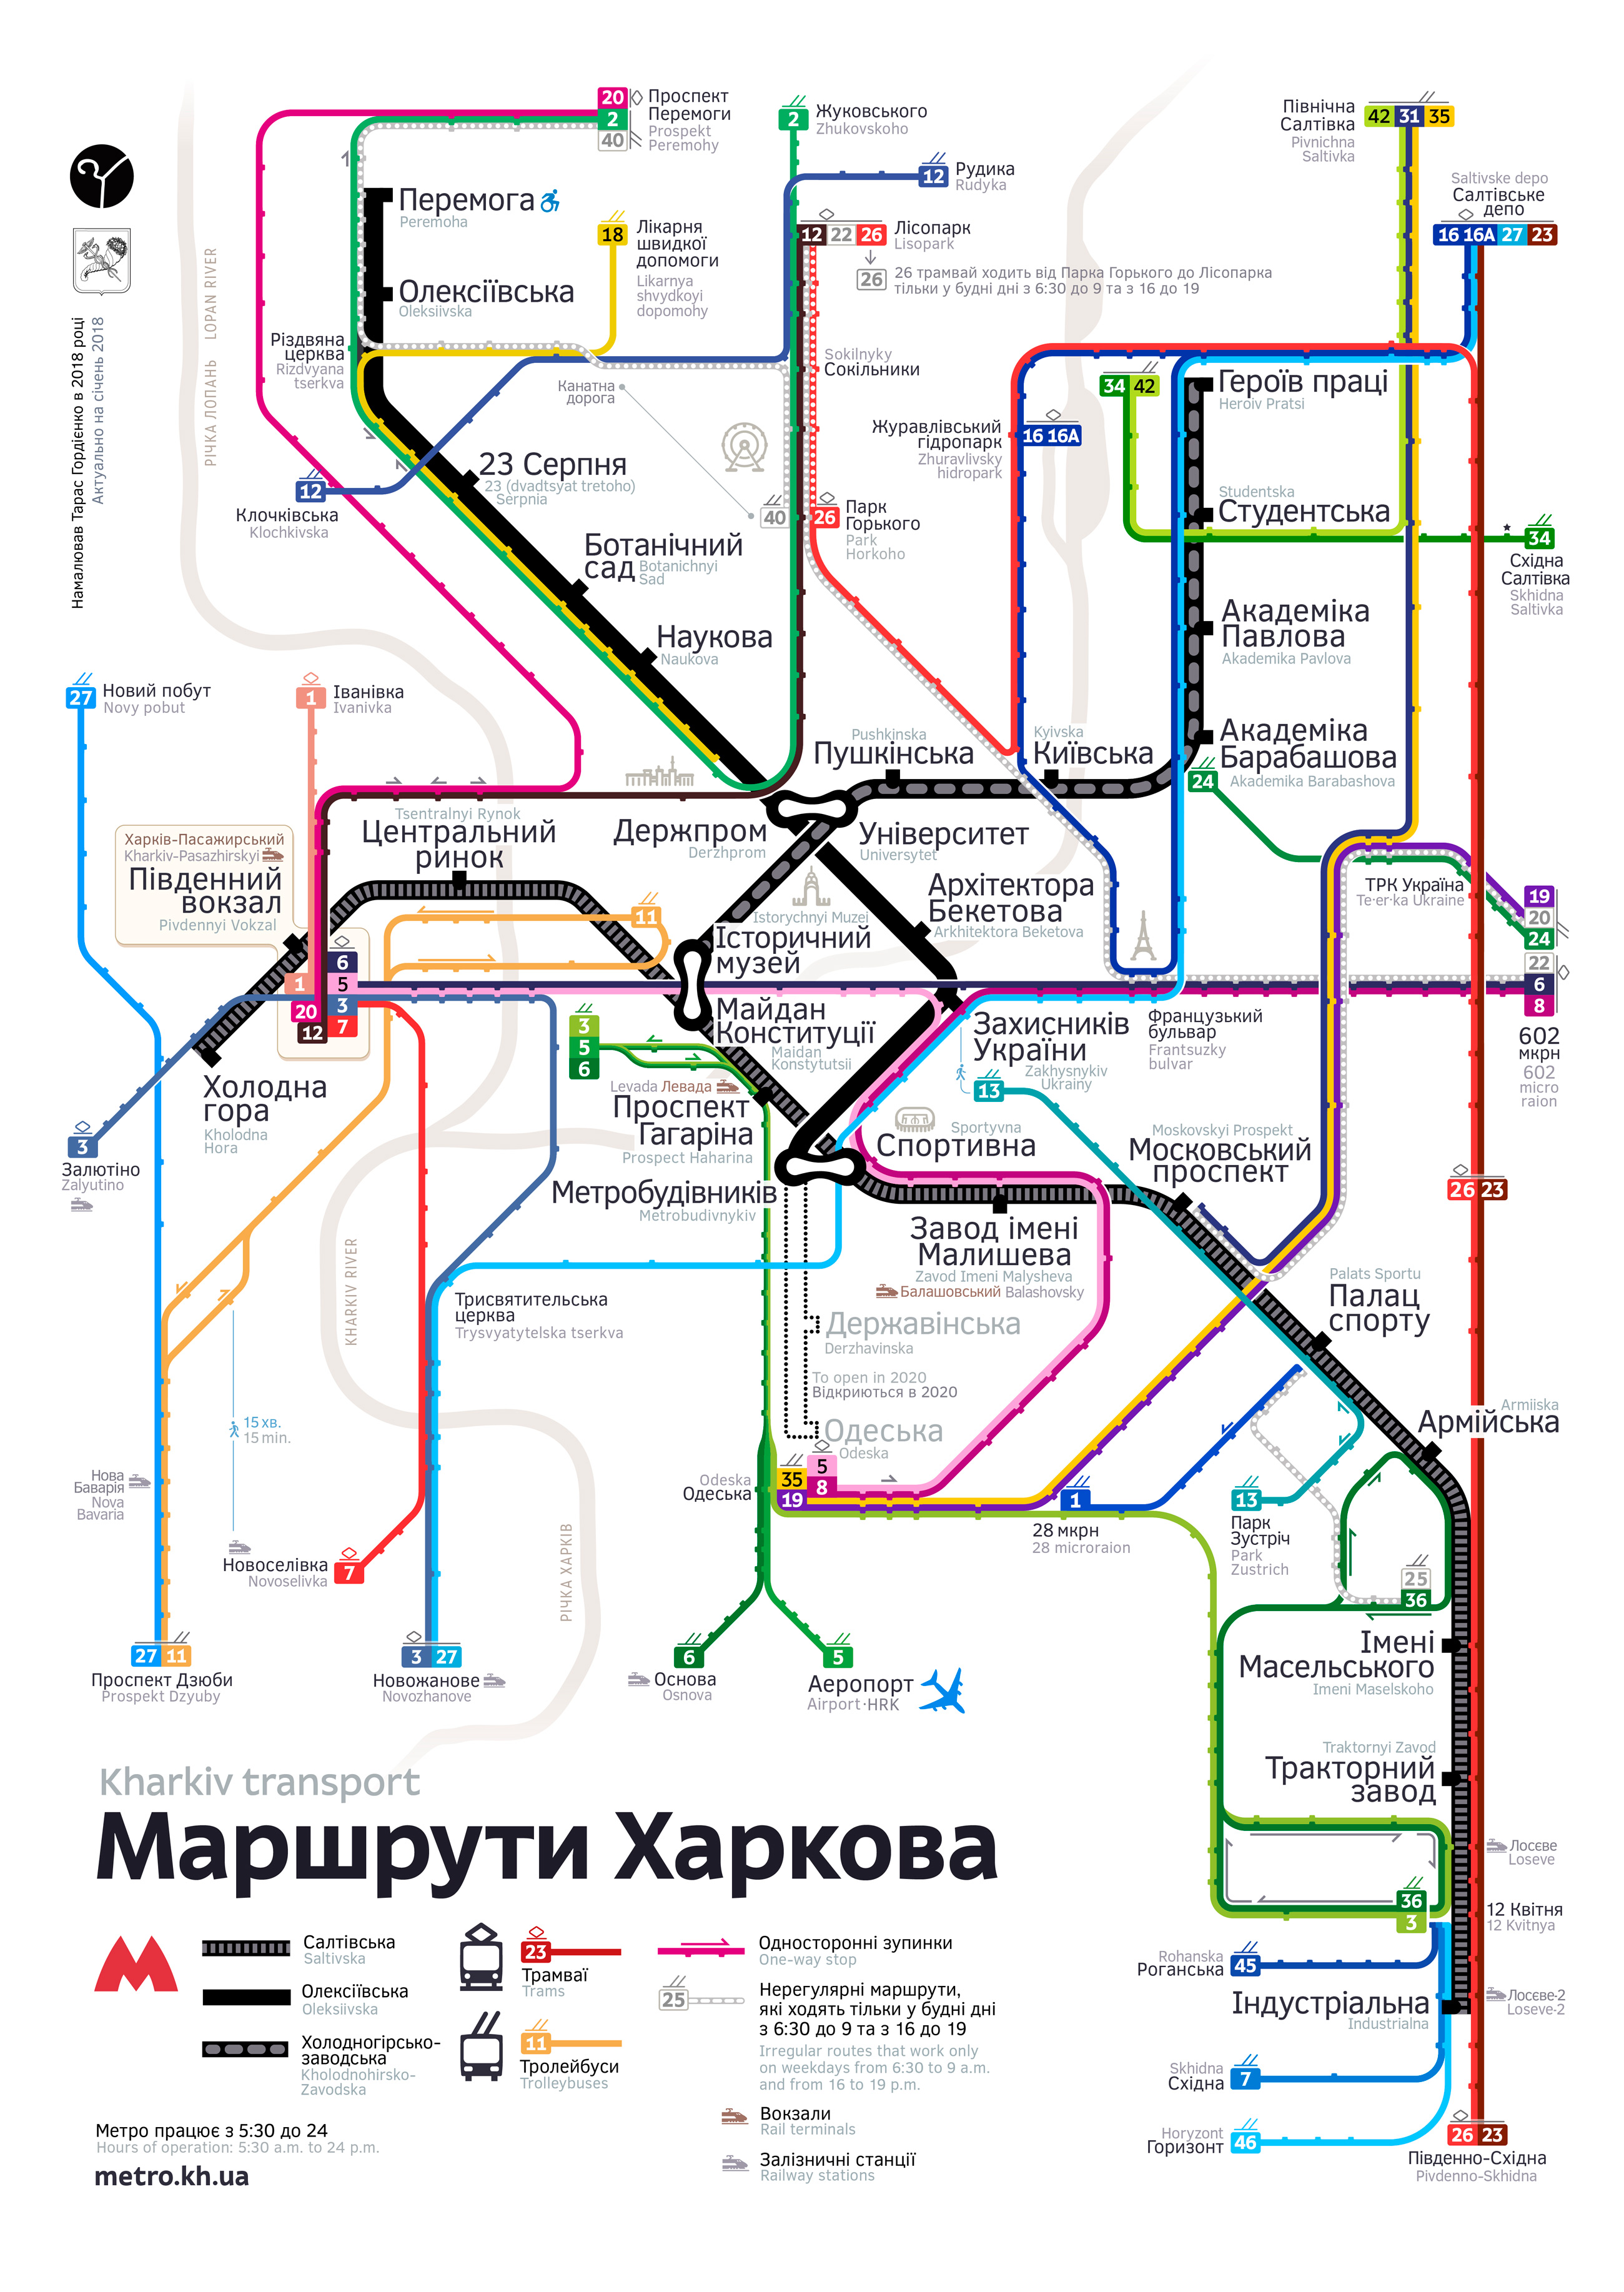 20
2
40
Проспект
Перемоги
Prospekt
Peremohy
2
Жуковського
Zhukovskoho
12
Рудика
Rudyka
Північна
Салтівка
Pivnichna
Saltivka
42 31 35
Saltivske depo
Салтівське
депо
16 16А 27 23
Намалював Тарас Гордієнко в 2018 році
Актуально на січень 2018
РІЧКА ЛОПАНЬ LOPAN RIVER
Перемога
Peremoha
Олексіївська
Oleksiivska
18
Лікарня
швидкої
допомоги
Likarnya
shvydkoyi
dopomohy
12 22 26
Лісопарк
Lisopark
26
26 трамвай ходить від Парка Горького до Лісопарка
тільки у будні дні з 6:30 до 9 та з 16 до 19
Різдвяна
церква
Rizdvyana
tserkva
Канатна
дорога
Sokilnyky
Сокільники
34 42
Героїв праці
Heroiv Pratsi
Журавлівський
гідропарк
Zhuravlivsky
hidropark
16 16А
23 Серпня
23 (dvadtsyat tretoho)
Serpnia
12
Клочківська
Klochkivska
40
26
Парк
Горького
Park
Horkoho
Studentska
Студентська
34
Східна
Салтівка
Skhidna
Saltivka
Ботанічний
сад
Botanichnyi
Sad
Наукова
Naukova
Академіка
Павлова
Akademika Pavlova
27
Новий побут
Novy pobut
1
Іванівка
Ivanivka
Pushkinska
Пушкінська
Kyivska
Київська
Академіка
Барабашова
Akademika Barabashova
24
Tsentralnyi Rynok
Центральний
ринок
Держпром
Derzhprom
Університет
Universytet
Харків-Пасажирський
Kharkiv-Pasazhirskyi
Південний
вокзал
Pivdennyi Vokzal
11
Istorychnyi Muzei
Історичний
музей
Архітектора
Бекетова
Arkhitektora Beketova
ТРК Україна
Te·er·ka Ukraine
19
20
24
22
6
8
602
мкрн
602
micro
raion
6
1 5
20 3
12 7
Майдан
Конституції
Maidan
Konstytutsii
3
5
6
Захисників
України
Zakhysnykiv
Ukrainy
13
Французький
бульвар
Frantsuzky
bulvar
Холодна
гора
Kholodna
Hora
3
Залютіно
Zalyutino
Levada Левада
Проспект
Гагаріна
Prospect Haharina
Sportyvna
Спортивна
Moskovskyi Prospekt
Московський
проспект
Метробудівників
Metrobudivnykiv
26 23
Завод імені
Малишева
Zavod Imeni Malysheva
Балашовський Balashovsky
KHARKIV RIVER
Трисвятительська
церква
Trysvyatytelska tserkva
Державінська
Derzhavinska
Palats Sportu
Палац
спорту
To open in 2020
Відкриються в 2020
15 хв.
15 min.
Одеська
Odeska
Armiiska
Армійська
Нова
Баварія
Nova
Bavaria
Odeska
Одеська
35 5
19 8
1
28 мкрн
28 microraion
13
Парк
Зустріч
Park
Zustrich
РІЧКА ХАРКІВ
Новоселівка
Novoselivka
7
25
36
27 11
Проспект Дзюби
Prospekt Dzyuby
3 27
Новожанове
Novozhanove
6
Основа
Osnova
5
Аеропорт
Airport·HRK
Імені
Масельського
Imeni Maselskoho
Traktornyi Zavod
Тракторний
завод
Kharkiv transport
Маршрути Харкова
Лосєве
Loseve
36
3
12 Квітня
12 Kvitnya
Rohanska
Роганська
45
Індустріальна
Industrialna
Лосєве-2
Loseve-2
Skhidna
Східна
7
Horyzont
Горизонт
46
26 23
Південно-Східна
Pivdenno-Skhidna
Салтівська
Saltivska
Олексіївська
Oleksiivska
Холодногірсько-
заводська
Kholodnohirsko-
Zavodska
23
Трамваї
Trams
11
Тролейбуси
Trolleybuses
Односторонні зупинки
One-way stop
25
Нерегулярні маршрути,
які ходять тільки у будні дні
з 6:30 до 9 та з 16 до 19
Irregular routes that work only
on weekdays from 6:30 to 9 a.m.
and from 16 to 19 p.m.
Вокзали
Rail terminals
Залізничні станції
Railway stations
Метро працює з 5:30 до 24
Hours of operation: 5:30 a.m. to 24 p.m.
metro.kh.ua